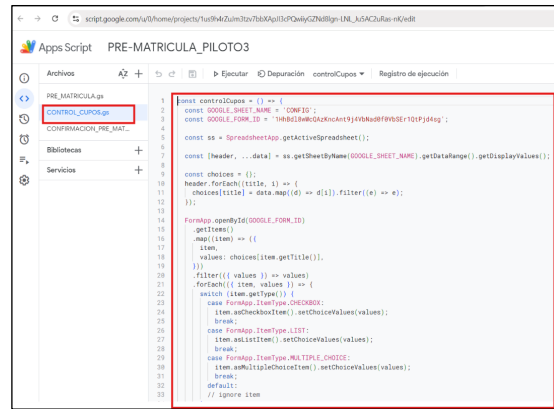 script.google.com/u/0/home/projects/
Apps Script PRE-MATRICULA_PILOTO3
Archivos
PRE_MATRICULA.gs
CONTROL_CUPOS.gs
CONFIRMACION_PRE_MAT...
Bibliotecas
Servicios
Ejecutar Depuración controlCupos Registro de ejecución
1 const controlCupos = () => {
2 const GOOGLE_SHEET_NAME = 'CONFIG';
3 const GOOGLE_FORM_ID =
4
5 const ss = SpreadsheetApp.getActiveSpreadsheet();
6
7 const [header, ...data] = ss.getSheetByName(GOOGLE_SHEET_NAME).getDataRange().getDisplayValues();
8
9 const choices = {};
10 header.forEach((title, i) => {
11 choices[title] = data.map((d) => d[i]).filter((e) => e);
12 });
13
14 FormApp.openById(GOOGLE_FORM_ID)
15 .getItems()
16 .map((item) => ({
17 item,
18 values: choices[item.getTitle()],
19 }))
20 .filter(({ values }) => values)
21 .forEach(({ item, values }) => {
22 switch (item.getType()) {
23 case FormApp.ItemType.CHECKBOX:
24 item.asCheckboxItem().setChoiceValues(values);
25 break;
26 case FormApp.ItemType.LIST:
27 item.asListItem().setChoiceValues(values);
28 break;
29 case FormApp.ItemType.MULTIPLE_CHOICE:
30 item.asMultipleChoiceItem().setChoiceValues(values);
31 break;
32 default:
33 // ignore item